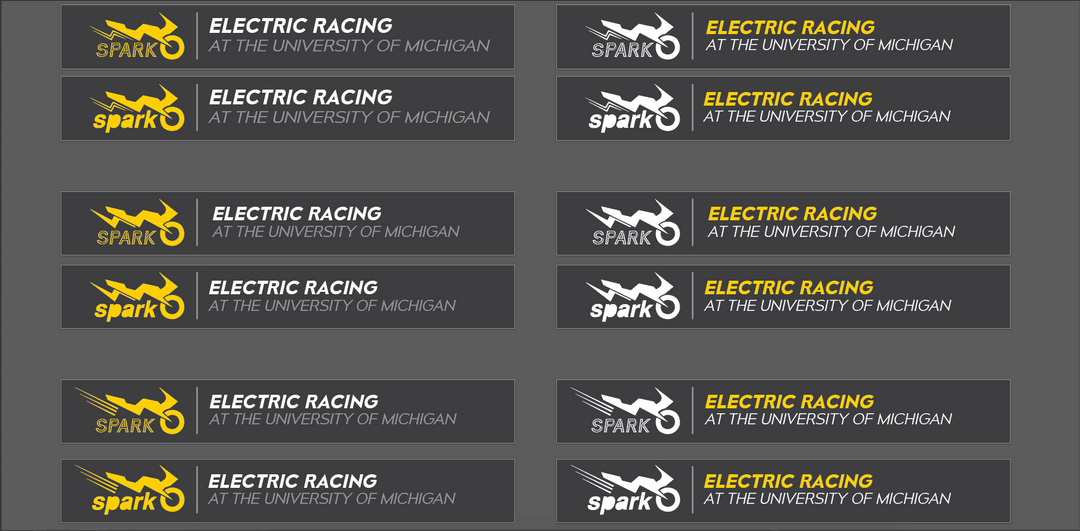 ELECTRIC RACING
AT THE UNIVERSITY OF MICHIGAN
SPARK
ELECTRIC RACING
AT THE UNIVERSITY OF MICHIGAN
SPARK
ELECTRIC RACING
AT THE UNIVERSITY OF MICHIGAN
spark
ELECTRIC RACING
AT THE UNIVERSITY OF MICHIGAN
spark
ELECTRIC RACING
AT THE UNIVERSITY OF MICHIGAN
SPARK
ELECTRIC RACING
AT THE UNIVERSITY OF MICHIGAN
SPARK
ELECTRIC RACING
AT THE UNIVERSITY OF MICHIGAN
spark
ELECTRIC RACING
AT THE UNIVERSITY OF MICHIGAN
spark
ELECTRIC RACING
AT THE UNIVERSITY OF MICHIGAN
SPARK
ELECTRIC RACING
AT THE UNIVERSITY OF MICHIGAN
SPARK
ELECTRIC RACING
AT THE UNIVERSITY OF MICHIGAN
spark
ELECTRIC RACING
AT THE UNIVERSITY OF MICHIGAN
spark